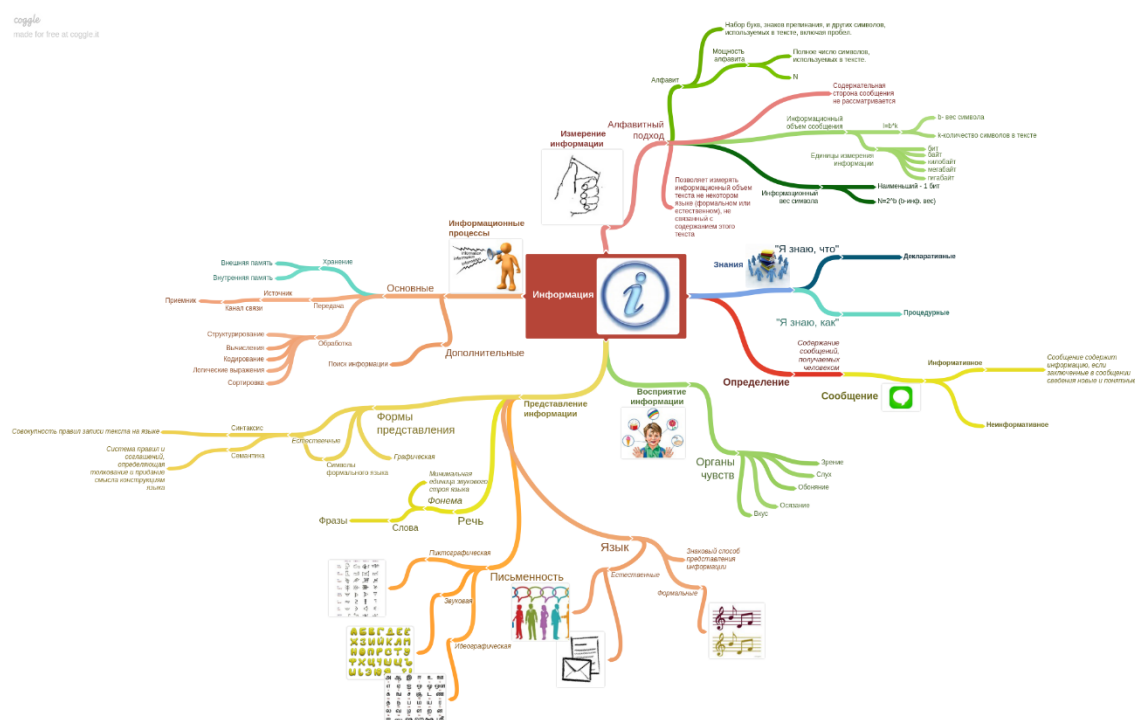 coggle
made for free at coggle.it
Набор букв, знаков препинания, и других символов,
используемых в тексте, включая пробел.
Мощность
алфавита
Полное число символов,
используемых в тексте.
N
Алфавит
Содержательная
сторона сообщения
не рассматривается
Алфавитный
подход
Измерение
информации
Информационный
объем сообщения
I=b*k
b- вес символа
k-количество символов в тексте
Единицы измерения
информации
бит
байт
килобайт
мегабайт
гигабайт
Позволяет измерять
информационный объем
текста не некотором
языке (формальном или
естественном), не
связанный с
содержанием этого
текста
Информационный
вес символа
Наименьший - 1 бит
N=2^b (b-инф. вес)
Информационные
процессы
Внешняя память
Внутренняя память
Хранение
Основные
Приемник
Источник
Канал связи
Передача
Структурирование
Вычисление
Кодирование
Логические выражения
Сортировка
Обработка
Поиск информации
Дополнительные
Информация
Знания
"Я знаю, что"
Декларативные
"Я знаю, как"
Процедурные
Содержание
сообщений,
получаемых
человеком
Определение
Сообщение
Информативное
Сообщение содержит
информацию, если
заключенные в сообщении
сведения новые и понятные
Неинформативное
Восприятие
информации
Органы
чувств
Зрение
Слух
Обоняние
Осязание
Вкус
Представление
информации
Формы
представления
Совокупность правил записи текста на языке
Синтаксис
Естественные
Семантика
Система правил и
соглашений,
определяющая
толкование и придание
смысла конструкциям
языка
Символы
формального языка
Графическая
Минимальная
единица звукового
строя языка
Фонема
Фразы
Слова
Речь
Пиктографическая
Письменность
Звуковая
Идеографическая
Язык
Знаковый способ
представления
информации
Естественные
Формальные